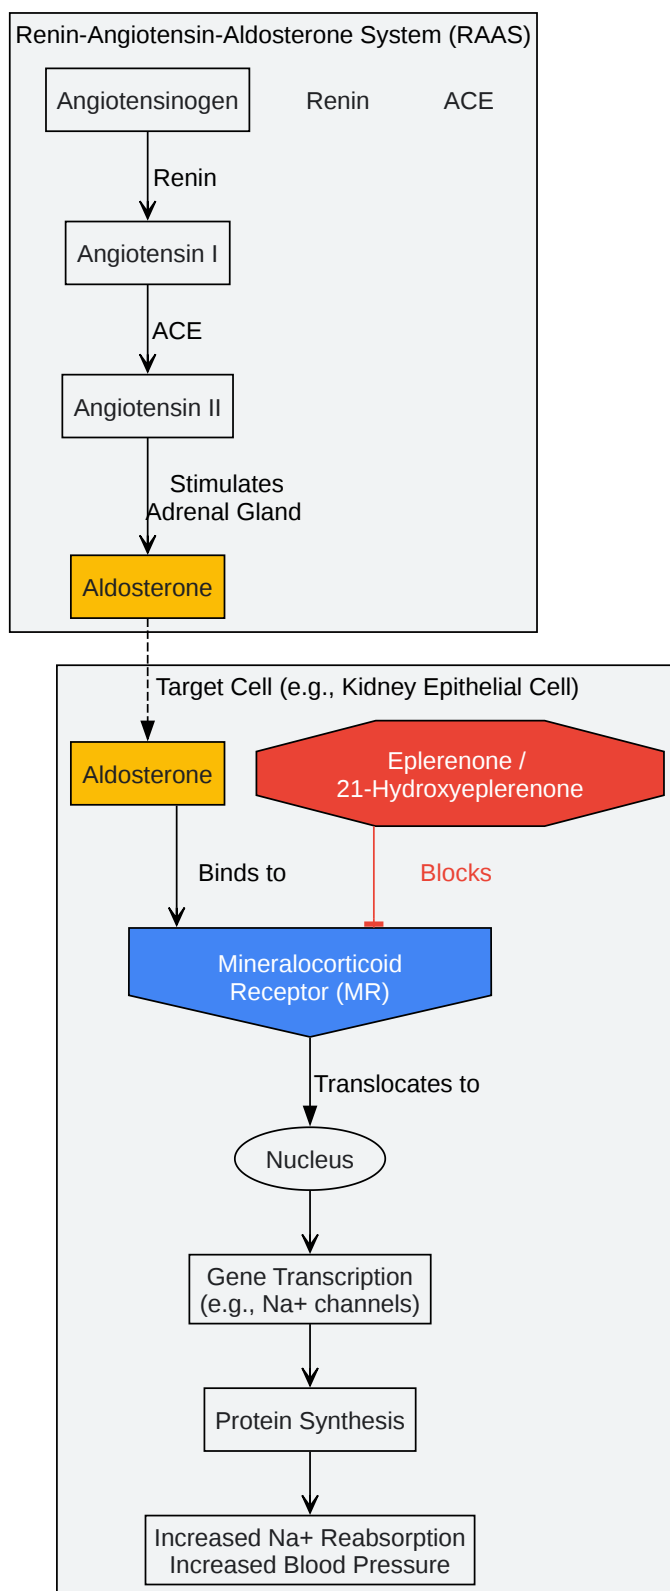 Renin-Angiotensin-Aldosterone System (RAAS)
Angiotensinogen
Renin
ACE
Renin
Angiotensin I
ACE
Angiotensin II
Stimulates
Adrenal Gland
Aldosterone
Target Cell (e.g., Kidney Epithelial Cell)
Aldosterone
Eplerenone /
21-Hydroxyeplerenone
Binds to
Blocks
Mineralocorticoid
Receptor (MR)
Translocates to
Nucleus
Gene Transcription
(e.g., Na+ channels)
Protein Synthesis
Increased Na+ Reabsorption
Increased Blood Pressure